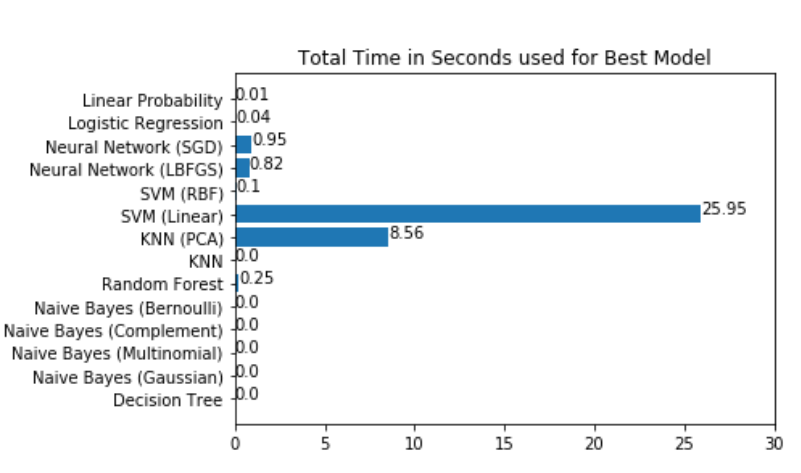 Total Time in Seconds used for Best Model
Linear Probability 0.01
Logistic Regression 0.04
Neural Network (SGD) 0.95
Neural Network (LBFGS) 0.82
SVM (RBF) 0.1
SVM (Linear) 25.95
KNN (PCA) 8.56
KNN 0.0
Random Forest 0.25
Naive Bayes (Bernoulli) 0.0
Naive Bayes (Complement) 0.0
Naive Bayes (Multinomial) 0.0
Naive Bayes (Gaussian) 0.0
Decision Tree 0.0
0 5 10 15 20 25 30